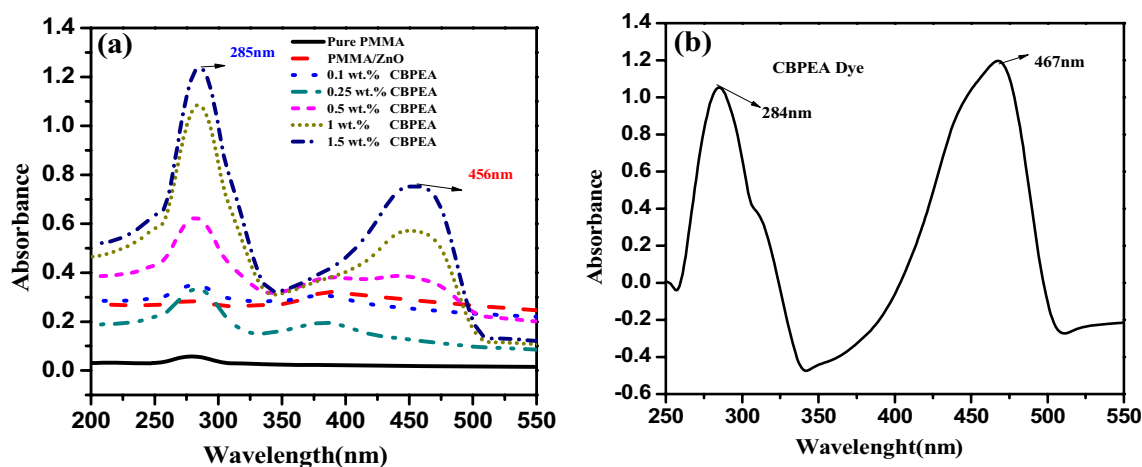 (a)
Pure PMMA
PMMA/ZnO
0.1 wt.% CBPEA
0.25 wt.% CBPEA
0.5 wt.% CBPEA
1 wt.% CBPEA
1.5 wt.% CBPEA
285nm
456nm
1.4
1.2
1.0
0.8
0.6
0.4
0.2
0.0
Absorbance
200 250 300 350 400 450 500 550
Wavelength(nm)
(b)
CBPEA Dye
467nm
284nm
1.4
1.2
1.0
0.8
0.6
0.4
0.2
0.0
-0.2
-0.4
-0.6
Absorbance
250 300 350 400 450 500 550
Wavelenght(nm)